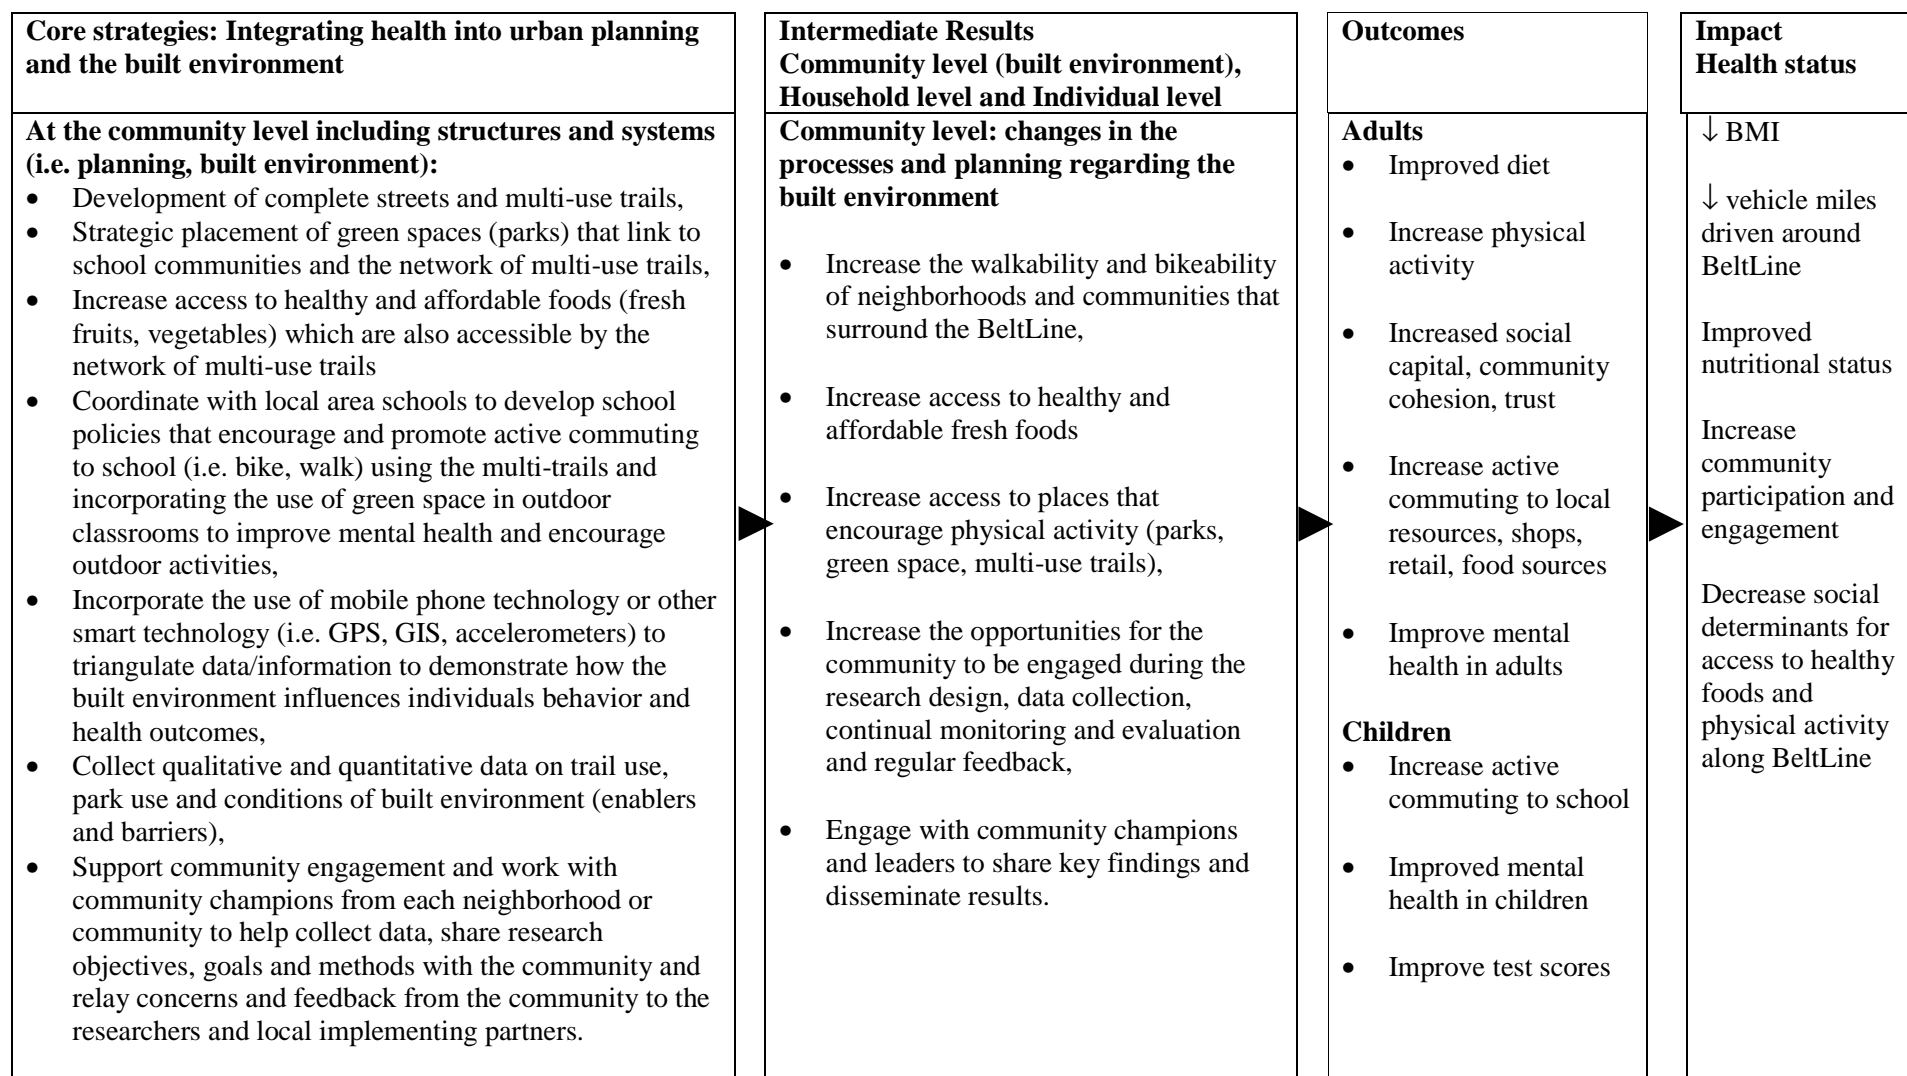 Core strategies: Integrating health into urban planning
and the built environment
At the community level including structures and systems
(i.e. planning, built environment):
• Development of complete streets and multi-use trails,
• Strategic placement of green spaces (parks) that link to
school communities and the network of multi-use trails,
• Increase access to healthy and affordable foods (fresh
fruits, vegetables) which are also accessible by the
network of multi-use trails
• Coordinate with local area schools to develop school
policies that encourage and promote active commuting
to school (i.e. bike, walk) using the multi-trails and
incorporating the use of green space in outdoor
classrooms to improve mental health and encourage
outdoor activities,
• Incorporate the use of mobile phone technology or other
smart technology (i.e. GPS, GIS, accelerometers) to
triangulate data/information to demonstrate how the
built environment influences individuals behavior and
health outcomes,
• Collect qualitative and quantitative data on trail use,
park use and conditions of built environment (enablers
and barriers),
• Support community engagement and work with
community champions from each neighborhood or
community to help collect data, share research
objectives, goals and methods with the community and
relay concerns and feedback from the community to the
researchers and local implementing partners.
Intermediate Results
Community level (built environment),
Household level and Individual level
Community level: changes in the
processes and planning regarding the
built environment
• Increase the walkability and bikeability
of neighborhoods and communities that
surround the BeltLine,
• Increase access to healthy and
affordable fresh foods
• Increase access to places that
encourage physical activity (parks,
green space, multi-use trails),
• Increase the opportunities for the
community to be engaged during the
research design, data collection,
continual monitoring and evaluation
and regular feedback,
• Engage with community champions
and leaders to share key findings and
disseminate results.
Outcomes
Adults
• Improved diet
• Increase physical
activity
• Increased social
capital, community
cohesion, trust
• Increase active
commuting to local
resources, shops,
retail, food sources
• Improve mental
health in adults
Children
• Increase active
commuting to school
• Improved mental
health in children
• Improve test scores
Impact
Health status
↓ BMI
↓ vehicle miles
driven around
BeltLine
Improved
nutritional status
Increase
community
participation and
engagement
Decrease social
determinants for
access to healthy
foods and
physical activity
along BeltLine